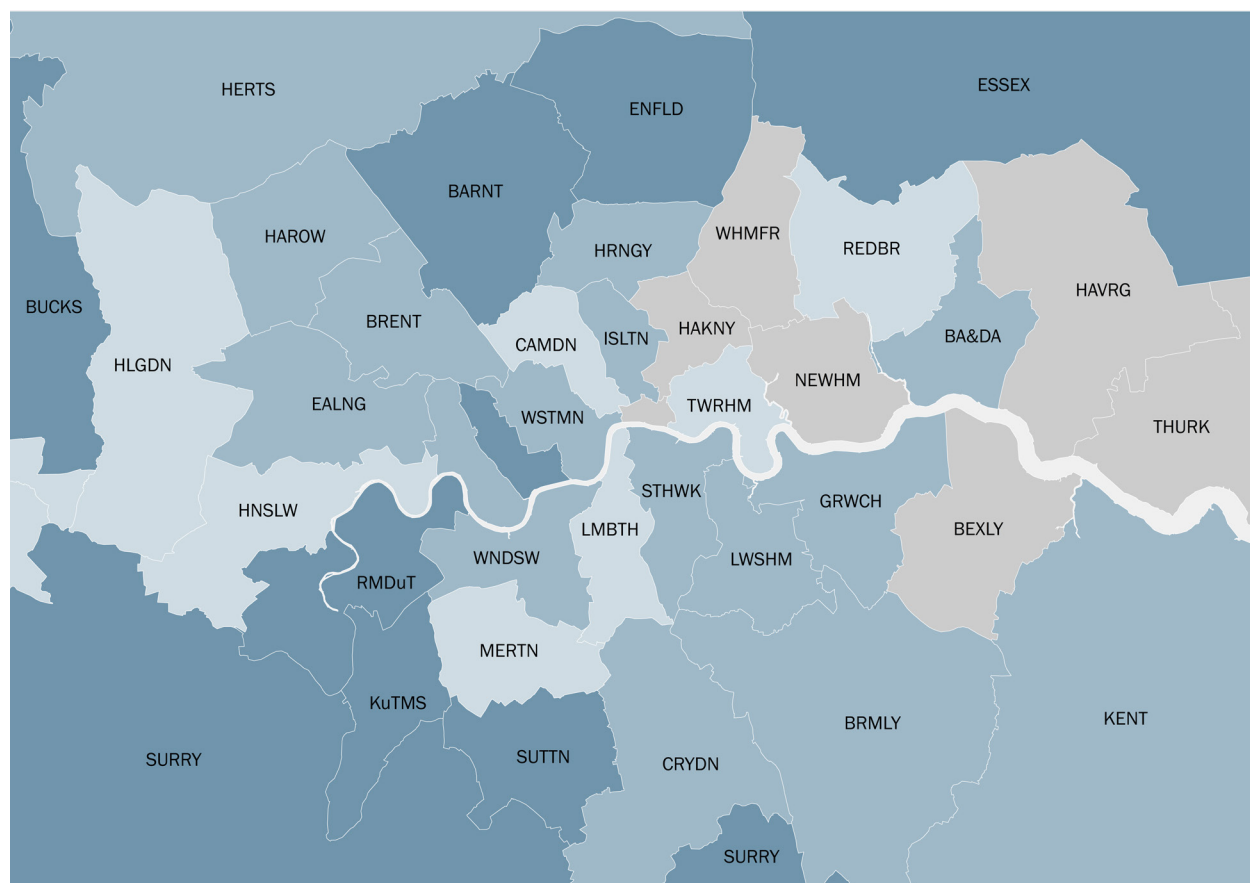 HERTS
ESSEX
ENFLD
BARNT
WHMFR
HAROW
HRNGY
REDBR
HAVRG
BUCKS
BRENT
CAMDN
ISLTN
HAKNY
BA&DA
HLGDN
NEWHM
EALNG
WSTMN
TWRHM
THURK
STHWK
HNSLW
LMBTH
GRWCH
BEXLY
WNDSW
LWSHM
RMDuT
MERTN
KuTMS
BRMLY
KENT
SURRY
SUTTN
CRYDN
SURRY